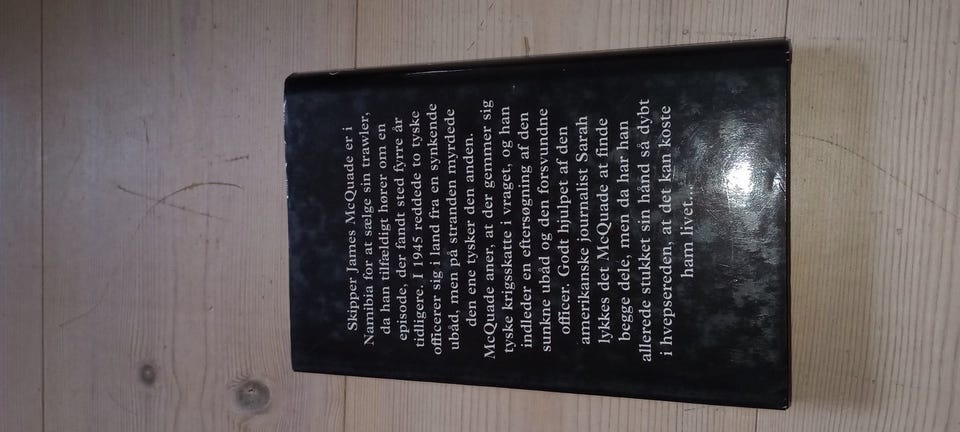 Skipper James McQuade er i
Namibia for at sælge sin trawler,
da han tilfældigt hører om en
episode, der fandt sted fyrre år
tidligere. I 1945 reddede to tyske
officerer sig i land fra en synkende
ubåd, men på stranden myrdede
den ene tysker den anden.
McQuade aner, at der gemmer sig
tyske krigsskatte i vraget, og han
indleder en eftersøgning af den
sunkne ubåd og den forsvundne
officer. Godt hjulpet af den
amerikanske journalist Sarah
lykkes det McQuade at finde
begge dele, men da har han
allerede stukket sin hånd så dybt
i hvepsereden, at det kan koste
ham livet...